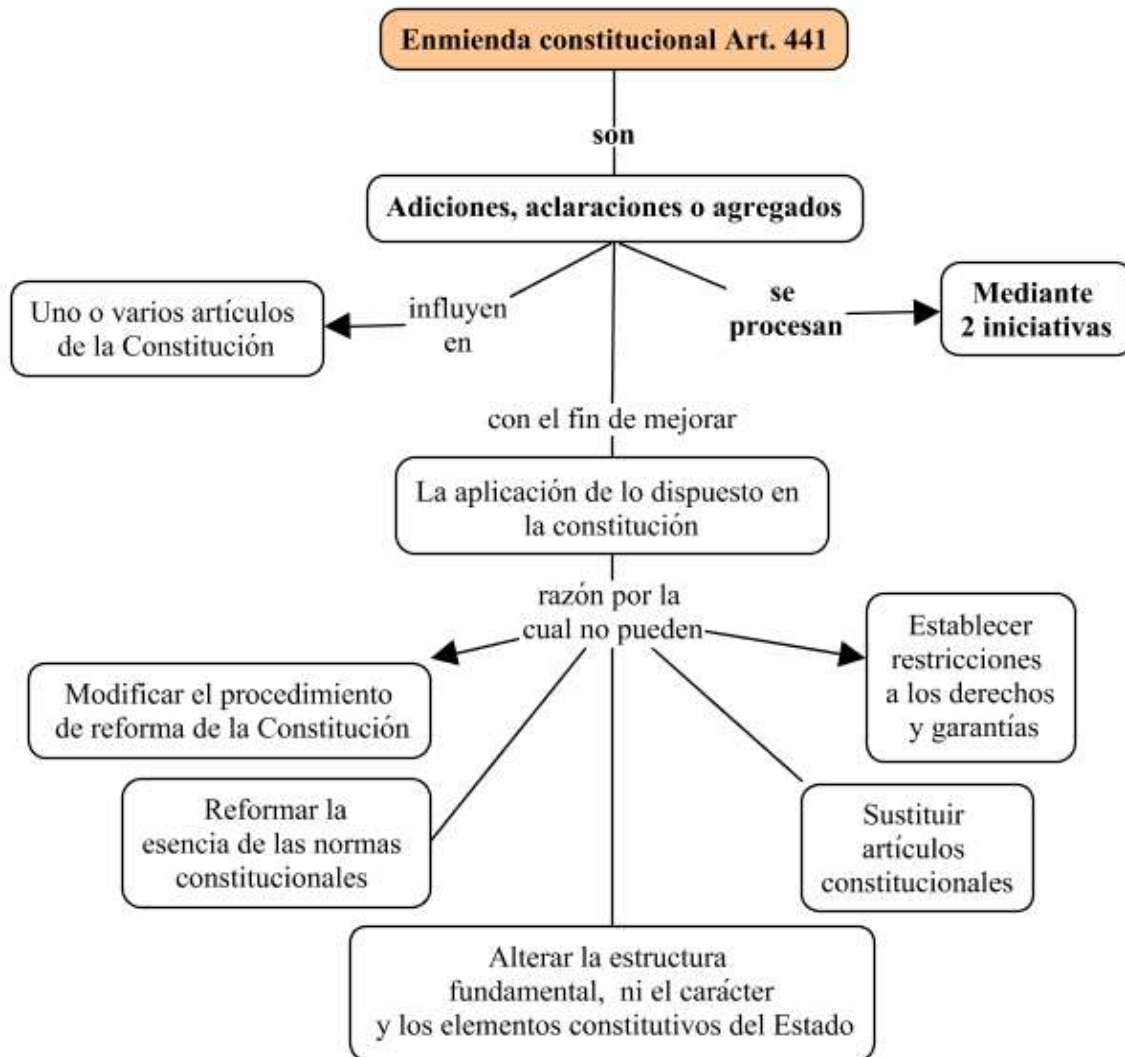 Enmienda constitucional Art. 441
son
Adiciones, aclaraciones o agregados
Uno o varios artículos
de la Constitución
influyen
en
se
procesan
Mediante
2 iniciativas
con el fin de mejorar
La aplicación de lo dispuesto en
la constitución
razón por la
cual no pueden
Modificar el procedimiento
de reforma de la Constitución
Establecer
restricciones
a los derechos
y garantías
Reformar la
esencia de las normas
constitucionales
Sustituir
artículos
constitucionales
Alterar la estructura
fundamental, ni el carácter
y los elementos constitutivos del Estado